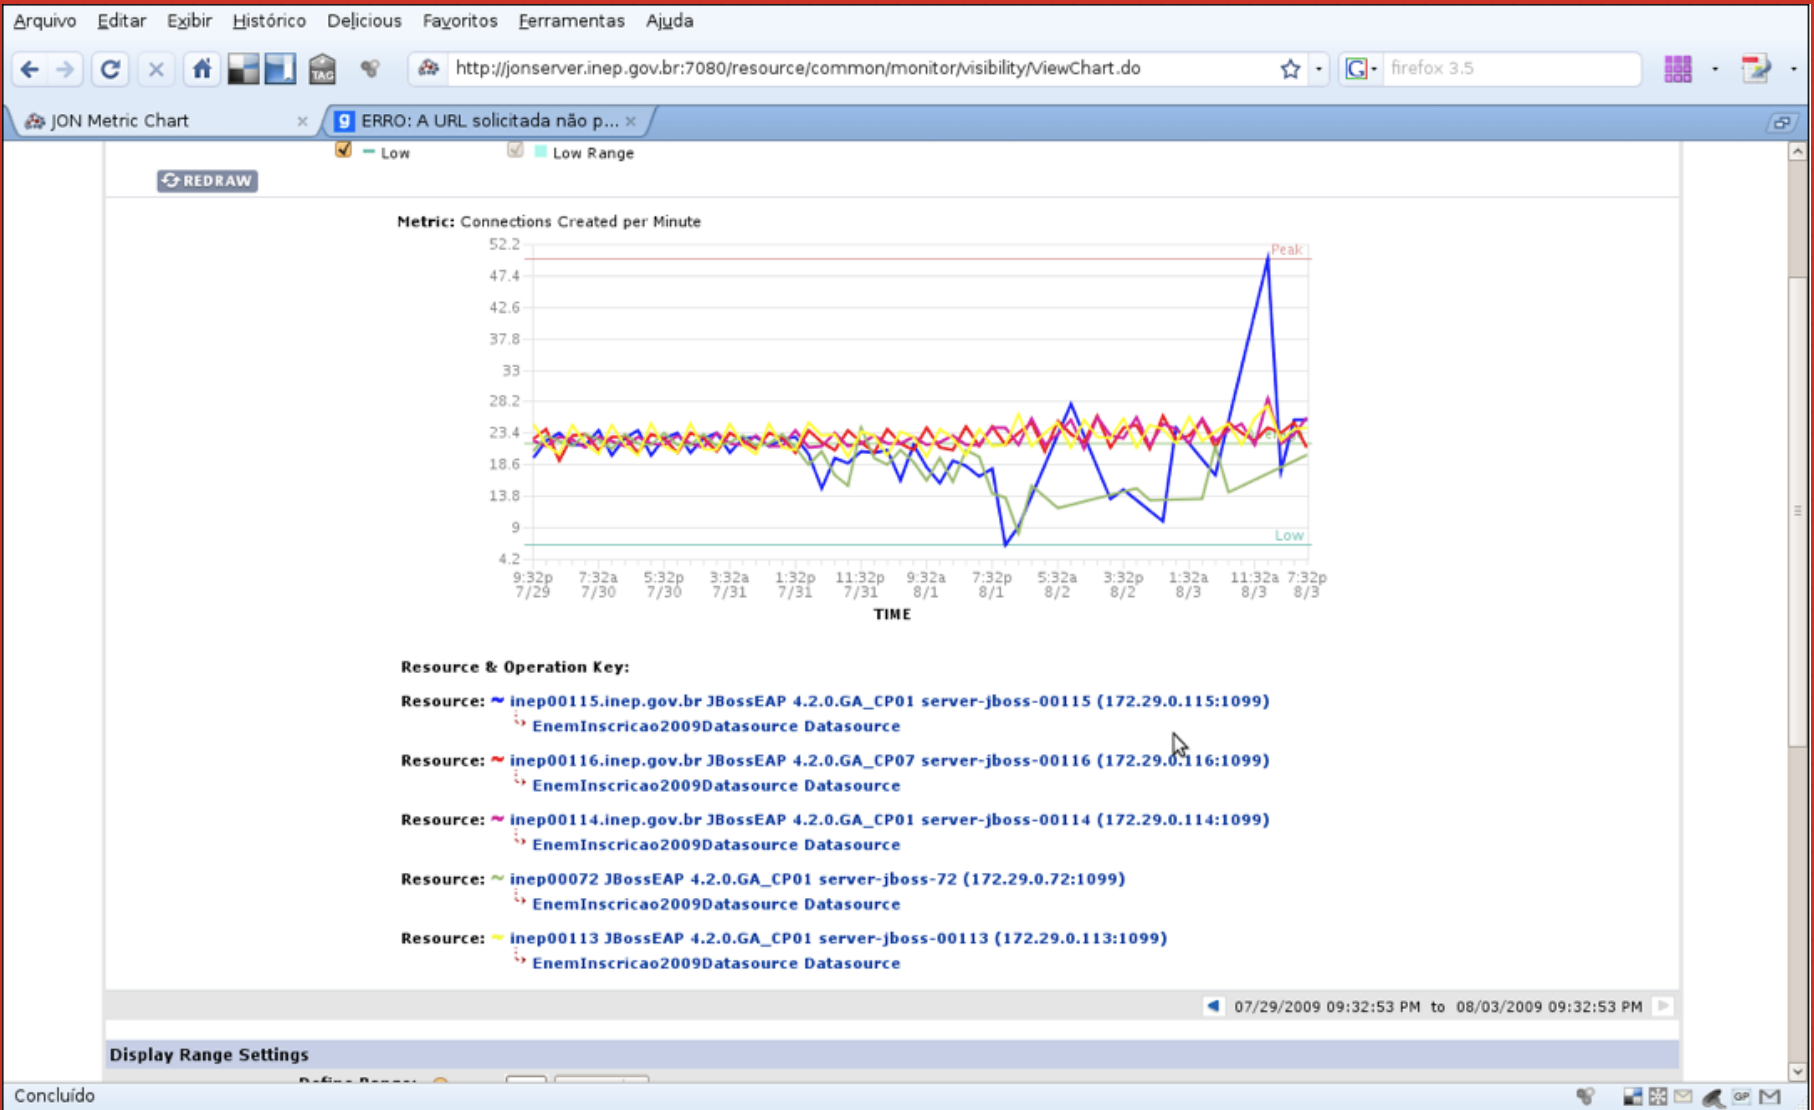 Arquivo Editar Exibir Histórico Delicious Favoritos Ferramentas Ajuda
TAG http://jonserver.inep.gov.br:7080/resource/common/monitor/visibility/ViewChart.do G firefox 3.5
JON Metric Chart g ERRO: A URL solicitada não p...
Low Low Range
REDRAW
Metric: Connections Created per Minute
52.2
Peak
47.4
42.6
37.8
33
28.2
23.4
18.6
13.8
9
Low
4.2
9:32p 7:32a 5:32p 3:32a 1:32p 11:32p 9:32a 7:32p 5:32a 3:32p 1:32a 11:32a 7:32p
7/29 7/30 7/30 7/31 7/31 7/31 8/1 8/1 8/2 8/2 8/3 8/3 8/3
TIME
Resource & Operation Key:
Resource: inep00115.inep.gov.br JBossEAP 4.2.0.GA_CP01 server-jboss-00115 (172.29.0.115:1099)
EnemInscricao2009Datasource Datasource
Resource: inep00116.inep.gov.br JBossEAP 4.2.0.GA_CP07 server-jboss-00116 (172.29.0.116:1099)
EnemInscricao2009Datasource Datasource
Resource: inep00114.inep.gov.br JBossEAP 4.2.0.GA_CP01 server-jboss-00114 (172.29.0.114:1099)
EnemInscricao2009Datasource Datasource
Resource: inep00072 JBossEAP 4.2.0.GA_CP01 server-jboss-72 (172.29.0.72:1099)
EnemInscricao2009Datasource Datasource
Resource: inep00113 JBossEAP 4.2.0.GA_CP01 server-jboss-00113 (172.29.0.113:1099)
EnemInscricao2009Datasource Datasource
07/29/2009 09:32:53 PM to 08/03/2009 09:32:53 PM
Display Range Settings
Define Range:
Concluído GP